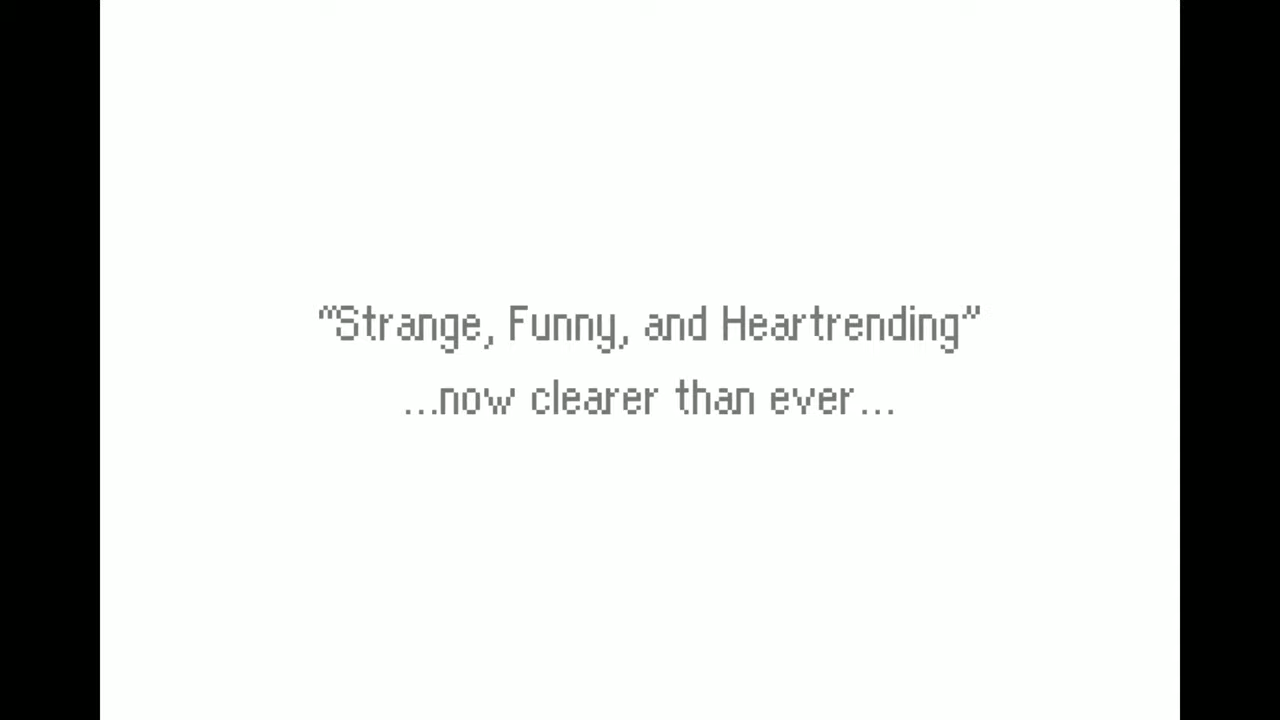 “Strange, Funny, and Heartrending”
...now clearer than ever...